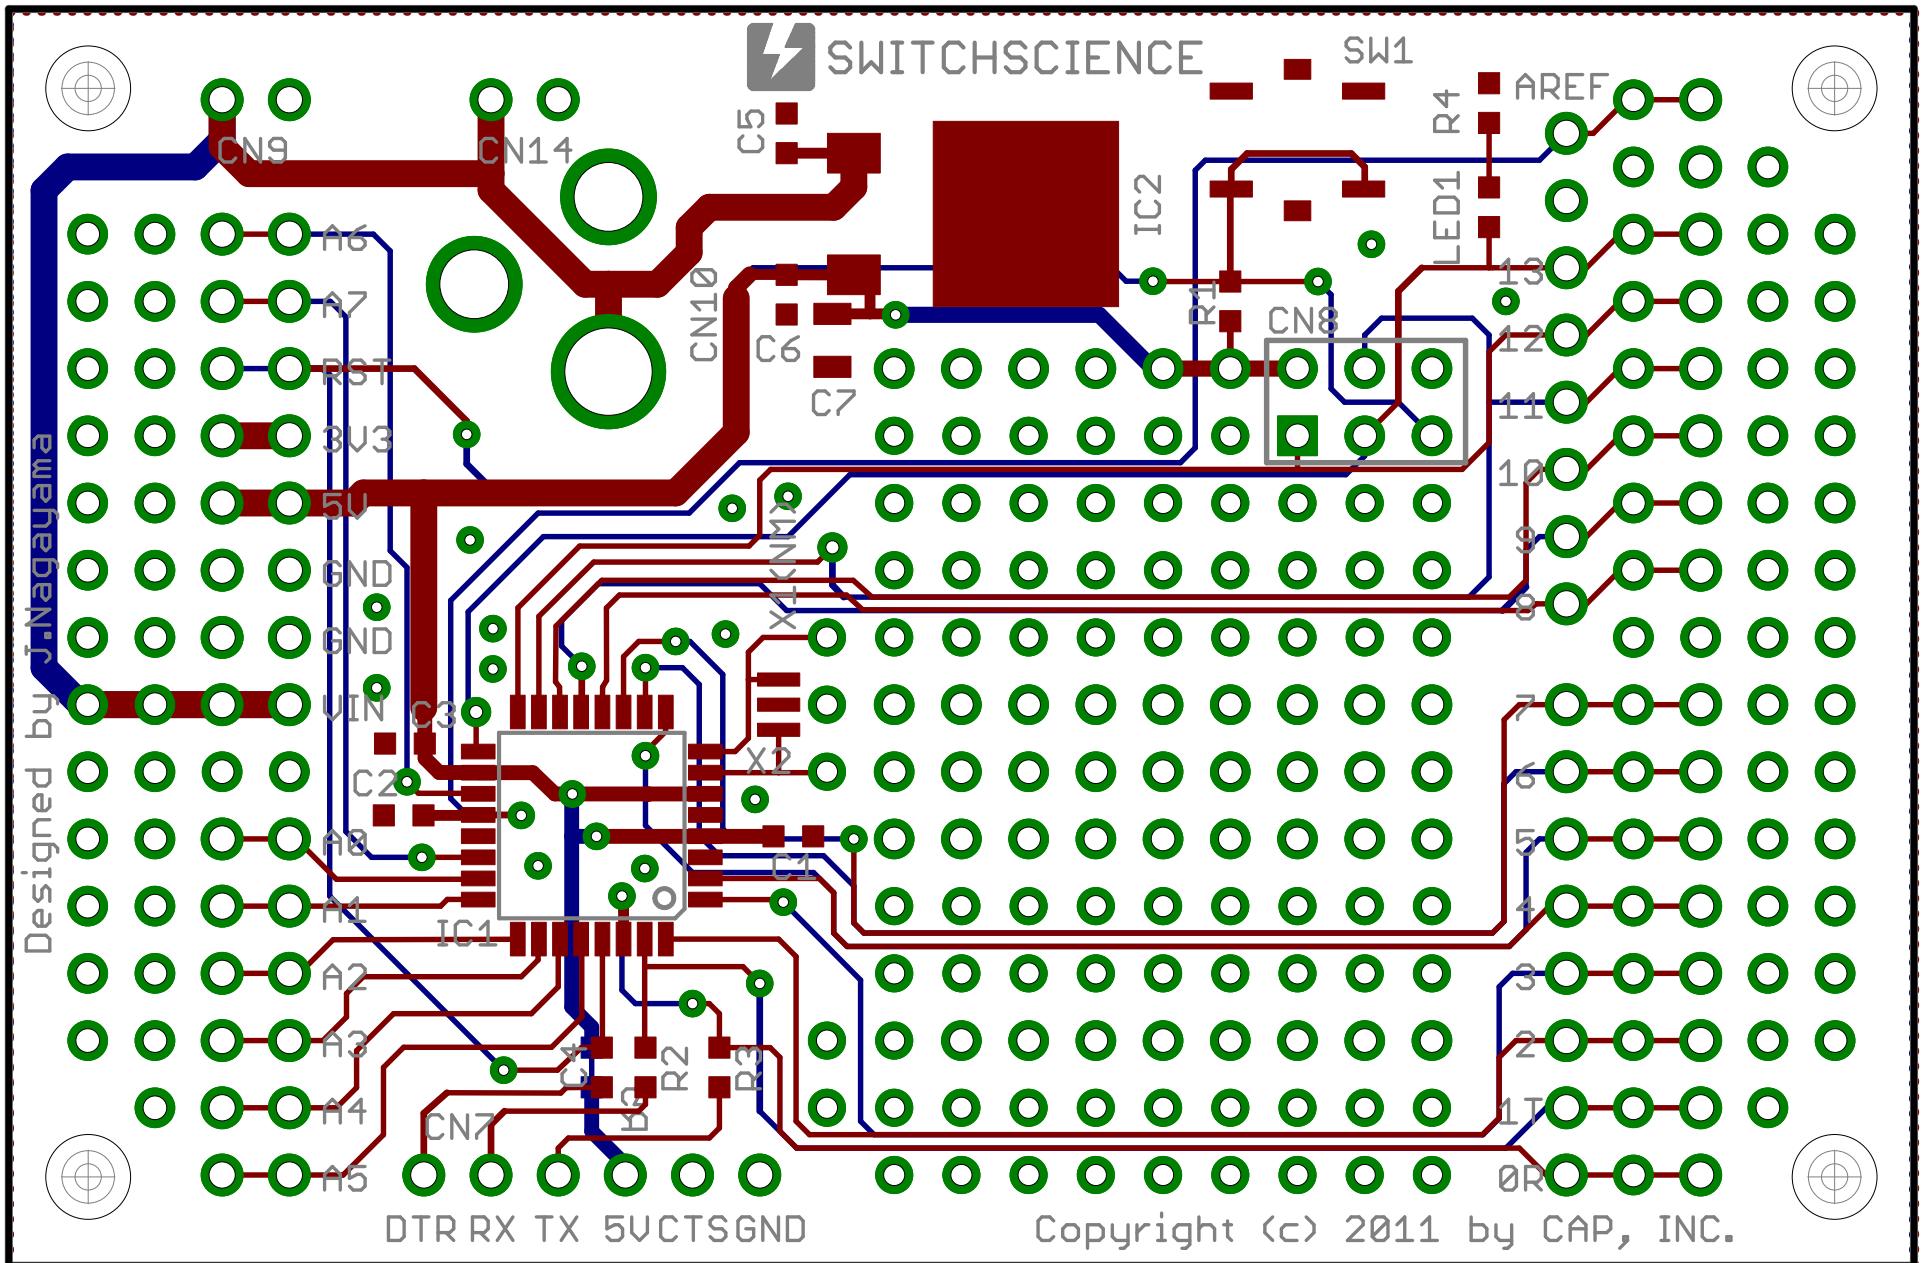 SWITCHSCIENCE
SW1
AREF
R4
C5
CN9
CN14
IC2
LED1
A6
13
A7
CN10
R1
CN8
12
C6
RST
C7
11
3V3
10
5V
X1(NMX
9
GND
8
GND
VIN
C3
7
X2
6
C2
A0
5
C1
A1
4
IC1
A2
3
A3
2
C4
R2
R3
A4
1T
CN7
A5
0R
DTR RX TX 5V CTS GND
Copyright (c) 2011 by CAP, INC.
Designed by J.Nagayama